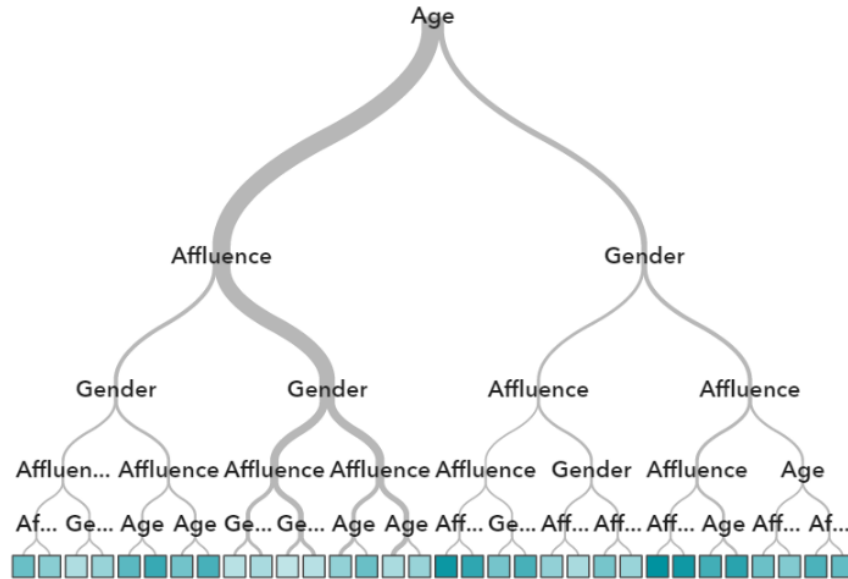 Age
Affluence Gender
Gender Gender Affluence Affluence
Affluen... Affluence Affluence Affluence Affluence Gender Affluence Age
Af... Ge... Age Age Ge... Ge... Age Age Aff... Ge... Aff... Aff... Aff... Age Aff... Af...